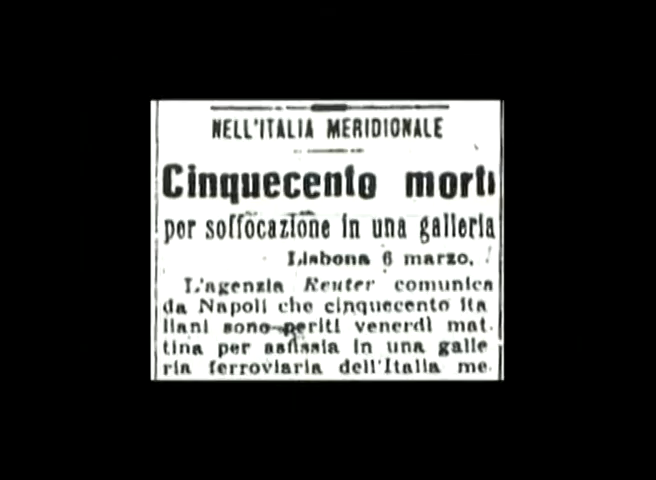 NELL'ITALIA MERIDIONALE
Cinquecento morti
per soffocazione in una galleria
Lisbona 6 marzo,
L'agenzia Reuter comunica
da Napoli che cinquecento ita
liani sono periti venerdì mat.
tina per asfissia in una galle
ria ferroviaria dell'Italia me.